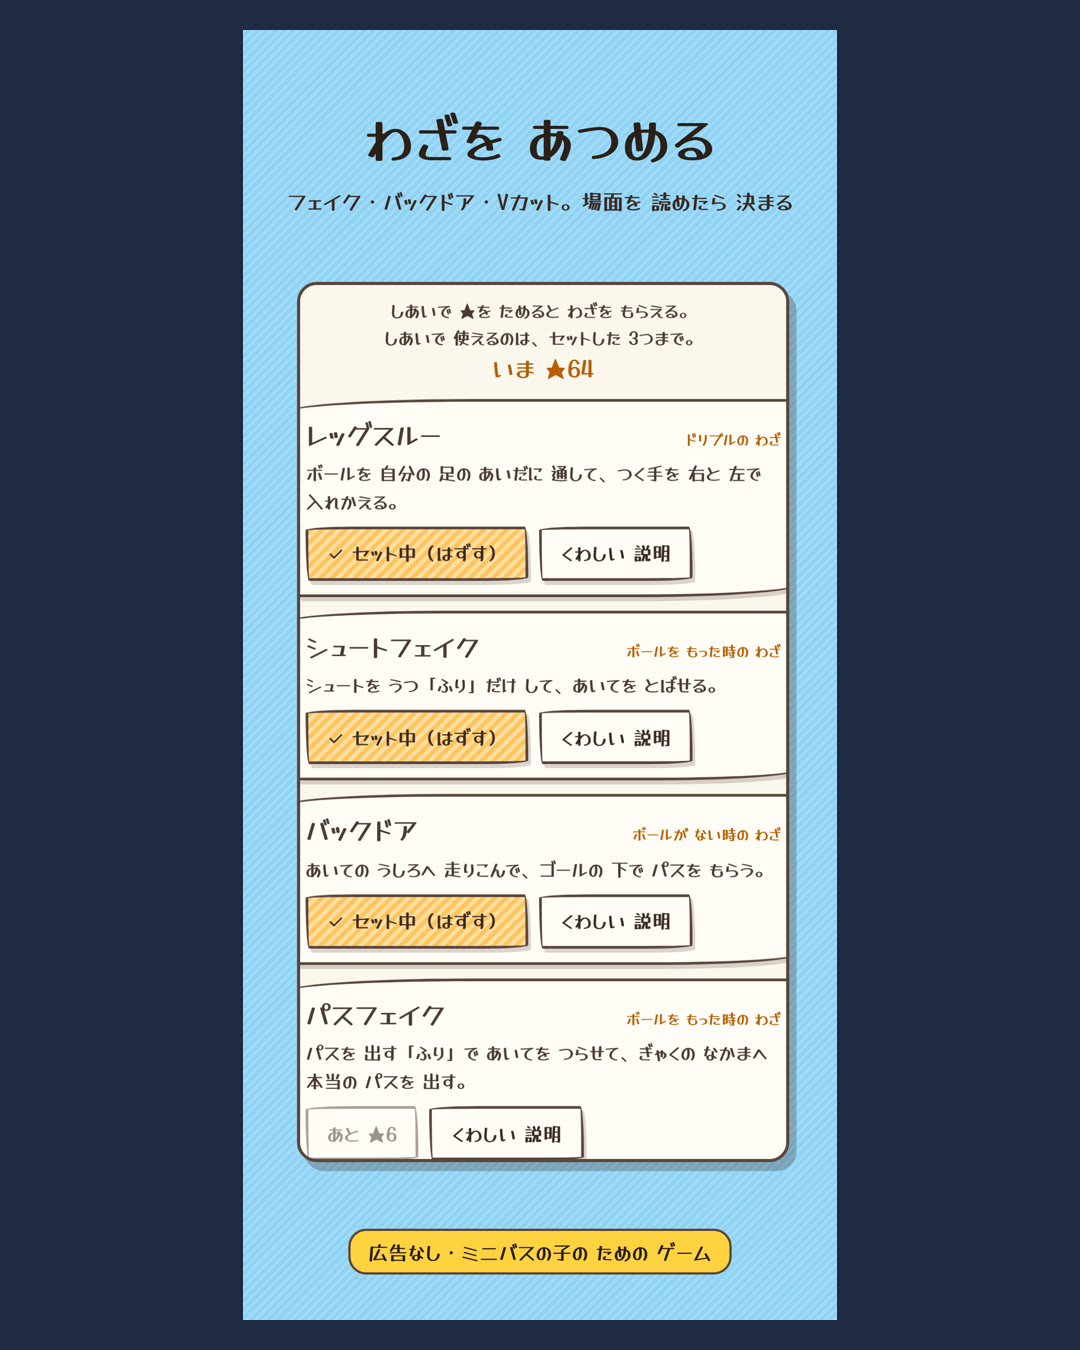 わざを あつめる
フェイク・バックドア・Vカット。場面を 読めたら 決まる
しあいで ★を ためると わざを もらえる。
しあいで 使えるのは、セットした 3つまで。
いま ★64
レッグスルー
ドリブルの わざ
ボールを 自分の 足の あいだに 通して、つく手を 右と 左で
入れかえる。
✓ セット中（はずす）
くわしい 説明
シュートフェイク
ボールを もった時の わざ
シュートを うつ「ふり」だけ して、あいてを とばせる。
✓ セット中（はずす）
くわしい 説明
バックドア
ボールが ない時の わざ
あいての うしろへ 走りこんで、ゴールの 下で パスを もらう。
✓ セット中（はずす）
くわしい 説明
パスフェイク
ボールを もった時の わざ
パスを 出す「ふり」で あいてを つらせて、ぎゃくの なかまへ
本当の パスを 出す。
あと ★6
くわしい 説明
広告なし・ミニバスの子の ための ゲーム